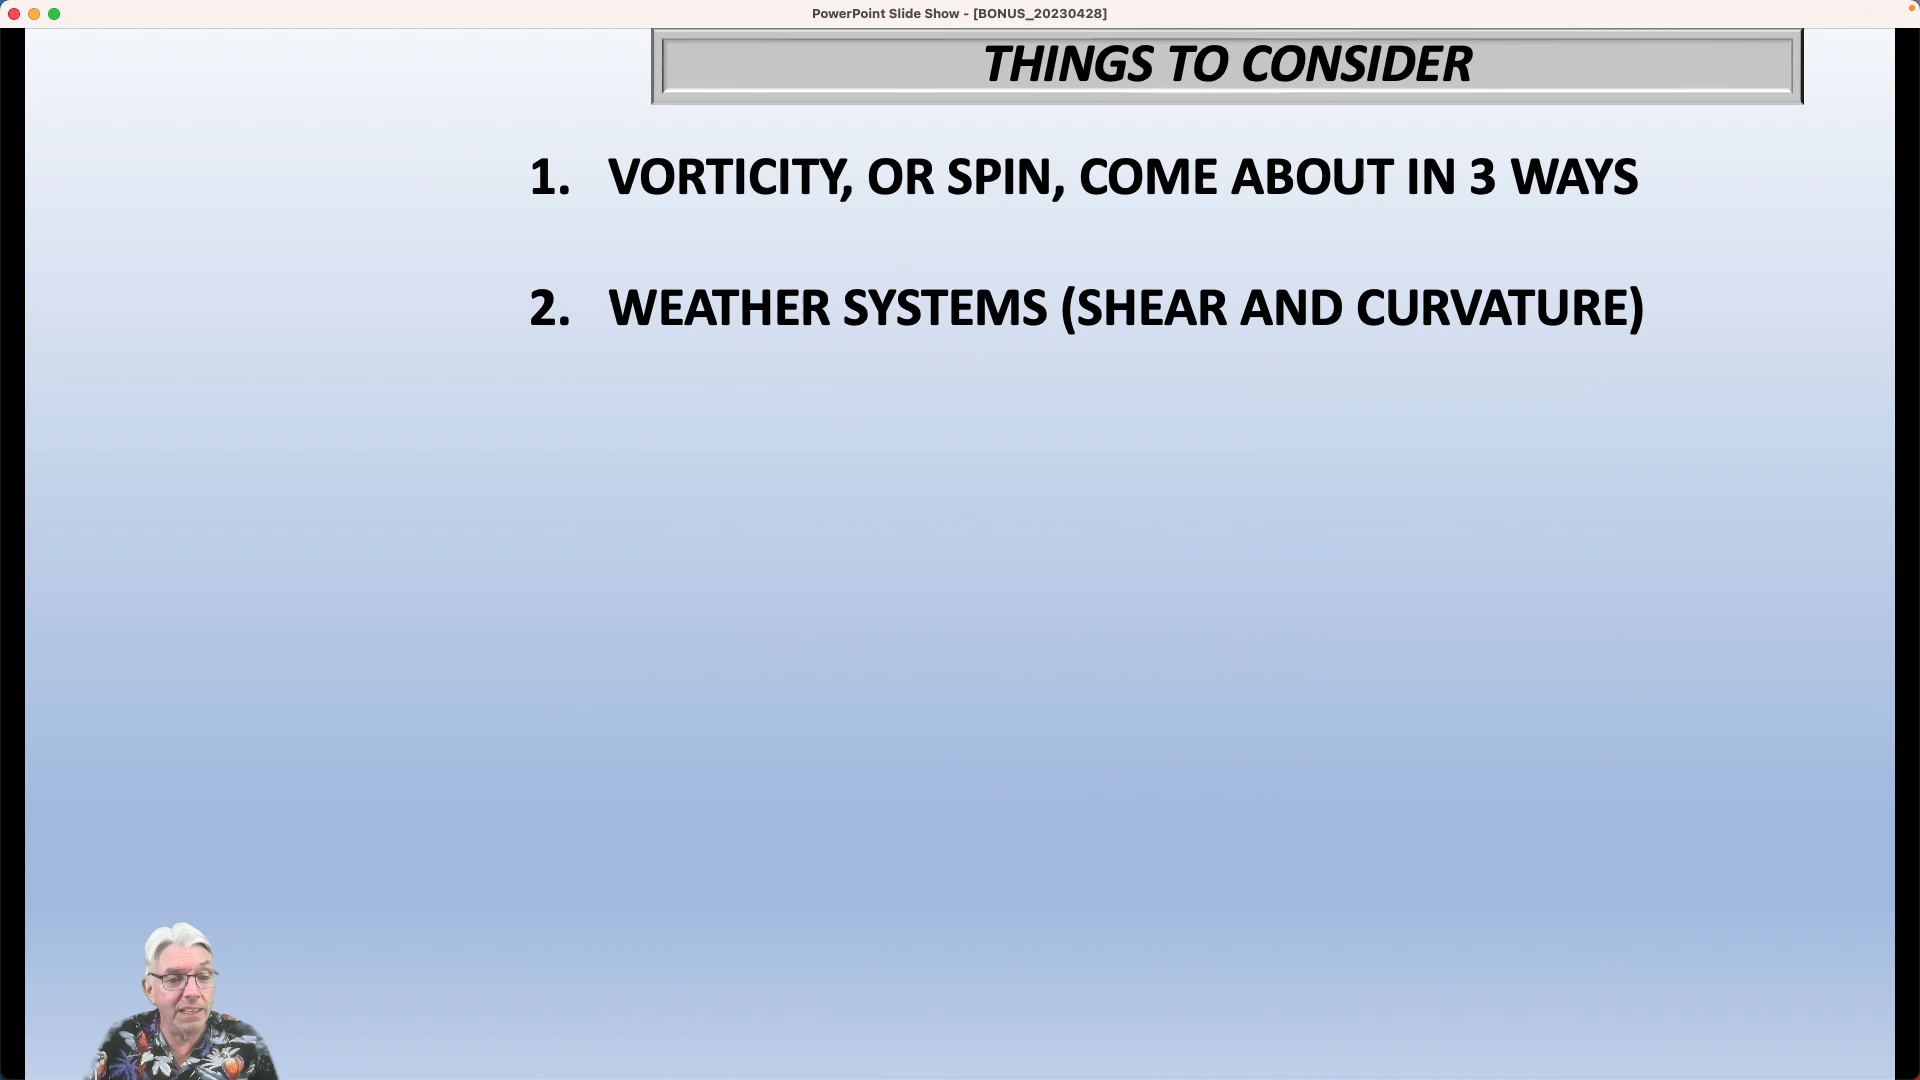 PowerPoint Slide Show - [BONUS_20230428]
THINGS TO CONSIDER
1. VORTICITY, OR SPIN, COME ABOUT IN 3 WAYS
2. WEATHER SYSTEMS (SHEAR AND CURVATURE)